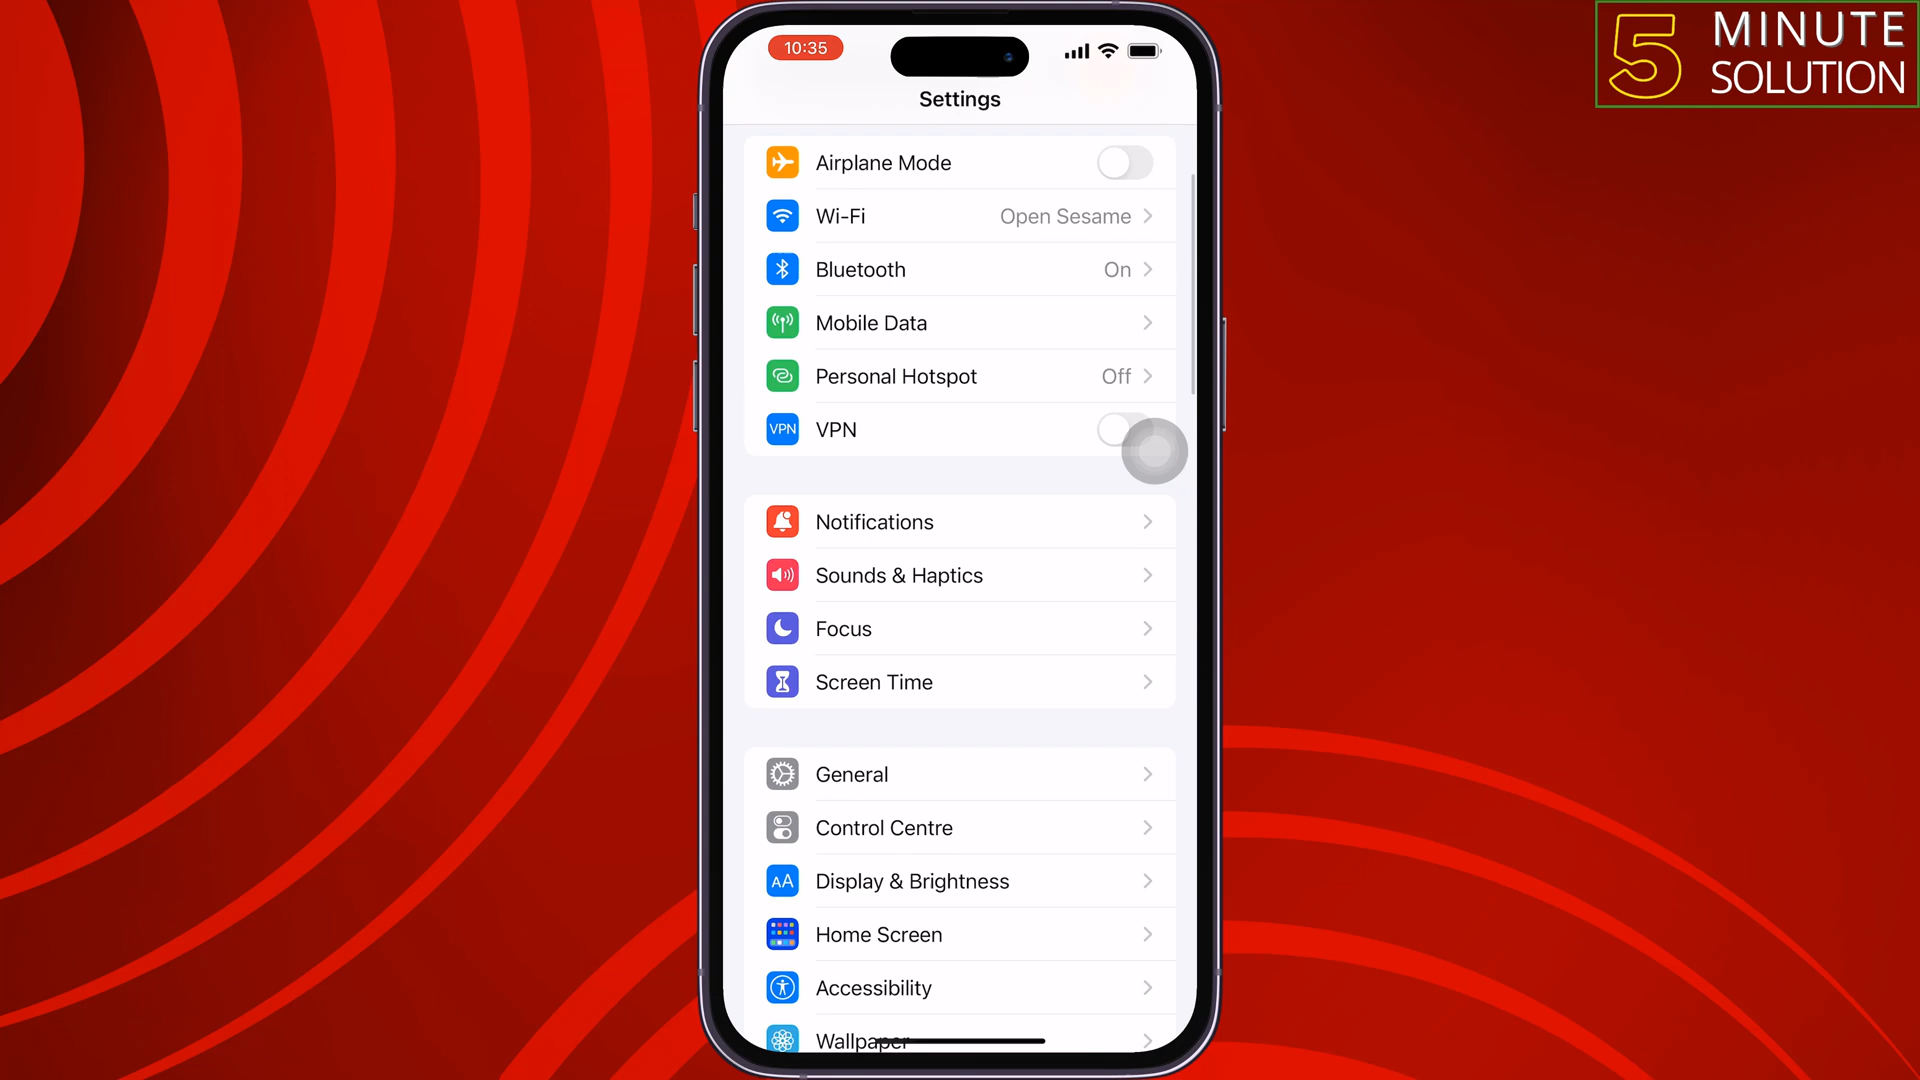 10:35
5 MINUTE
SOLUTION
Settings
Airplane Mode
Wi-Fi Open Sesame
Bluetooth On
Mobile Data
Personal Hotspot Off
VPN VPN
Notifications
Sounds & Haptics
Focus
Screen Time
General
Control Centre
AA Display & Brightness
Home Screen
Accessibility
Wallpaper